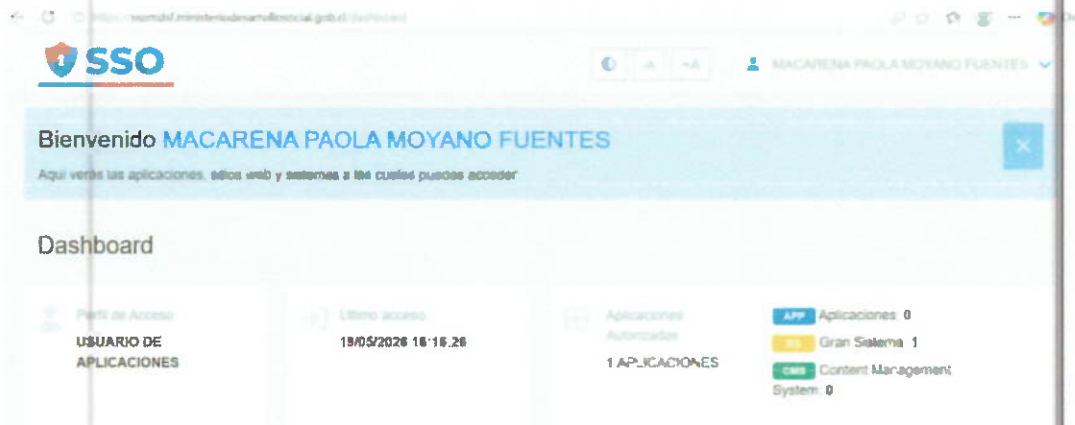 SSO
-A +A MACARENA PAOLA MOYANO FUENTES
Bienvenido MACARENA PAOLA MOYANO FUENTES
Aqui verás las aplicaciones, sitios web y sistemas a los cuales puedes acceder
Dashboard
Perfil de Acceso
USUARIO DE
APLICACIONES
Último acceso
19/05/2026 16:16:26
Aplicaciones
Autorizadas
1 APLICACIONES
APP Aplicaciones: 0
GS Gran Sistema: 1
CMS Content Management
System: 0